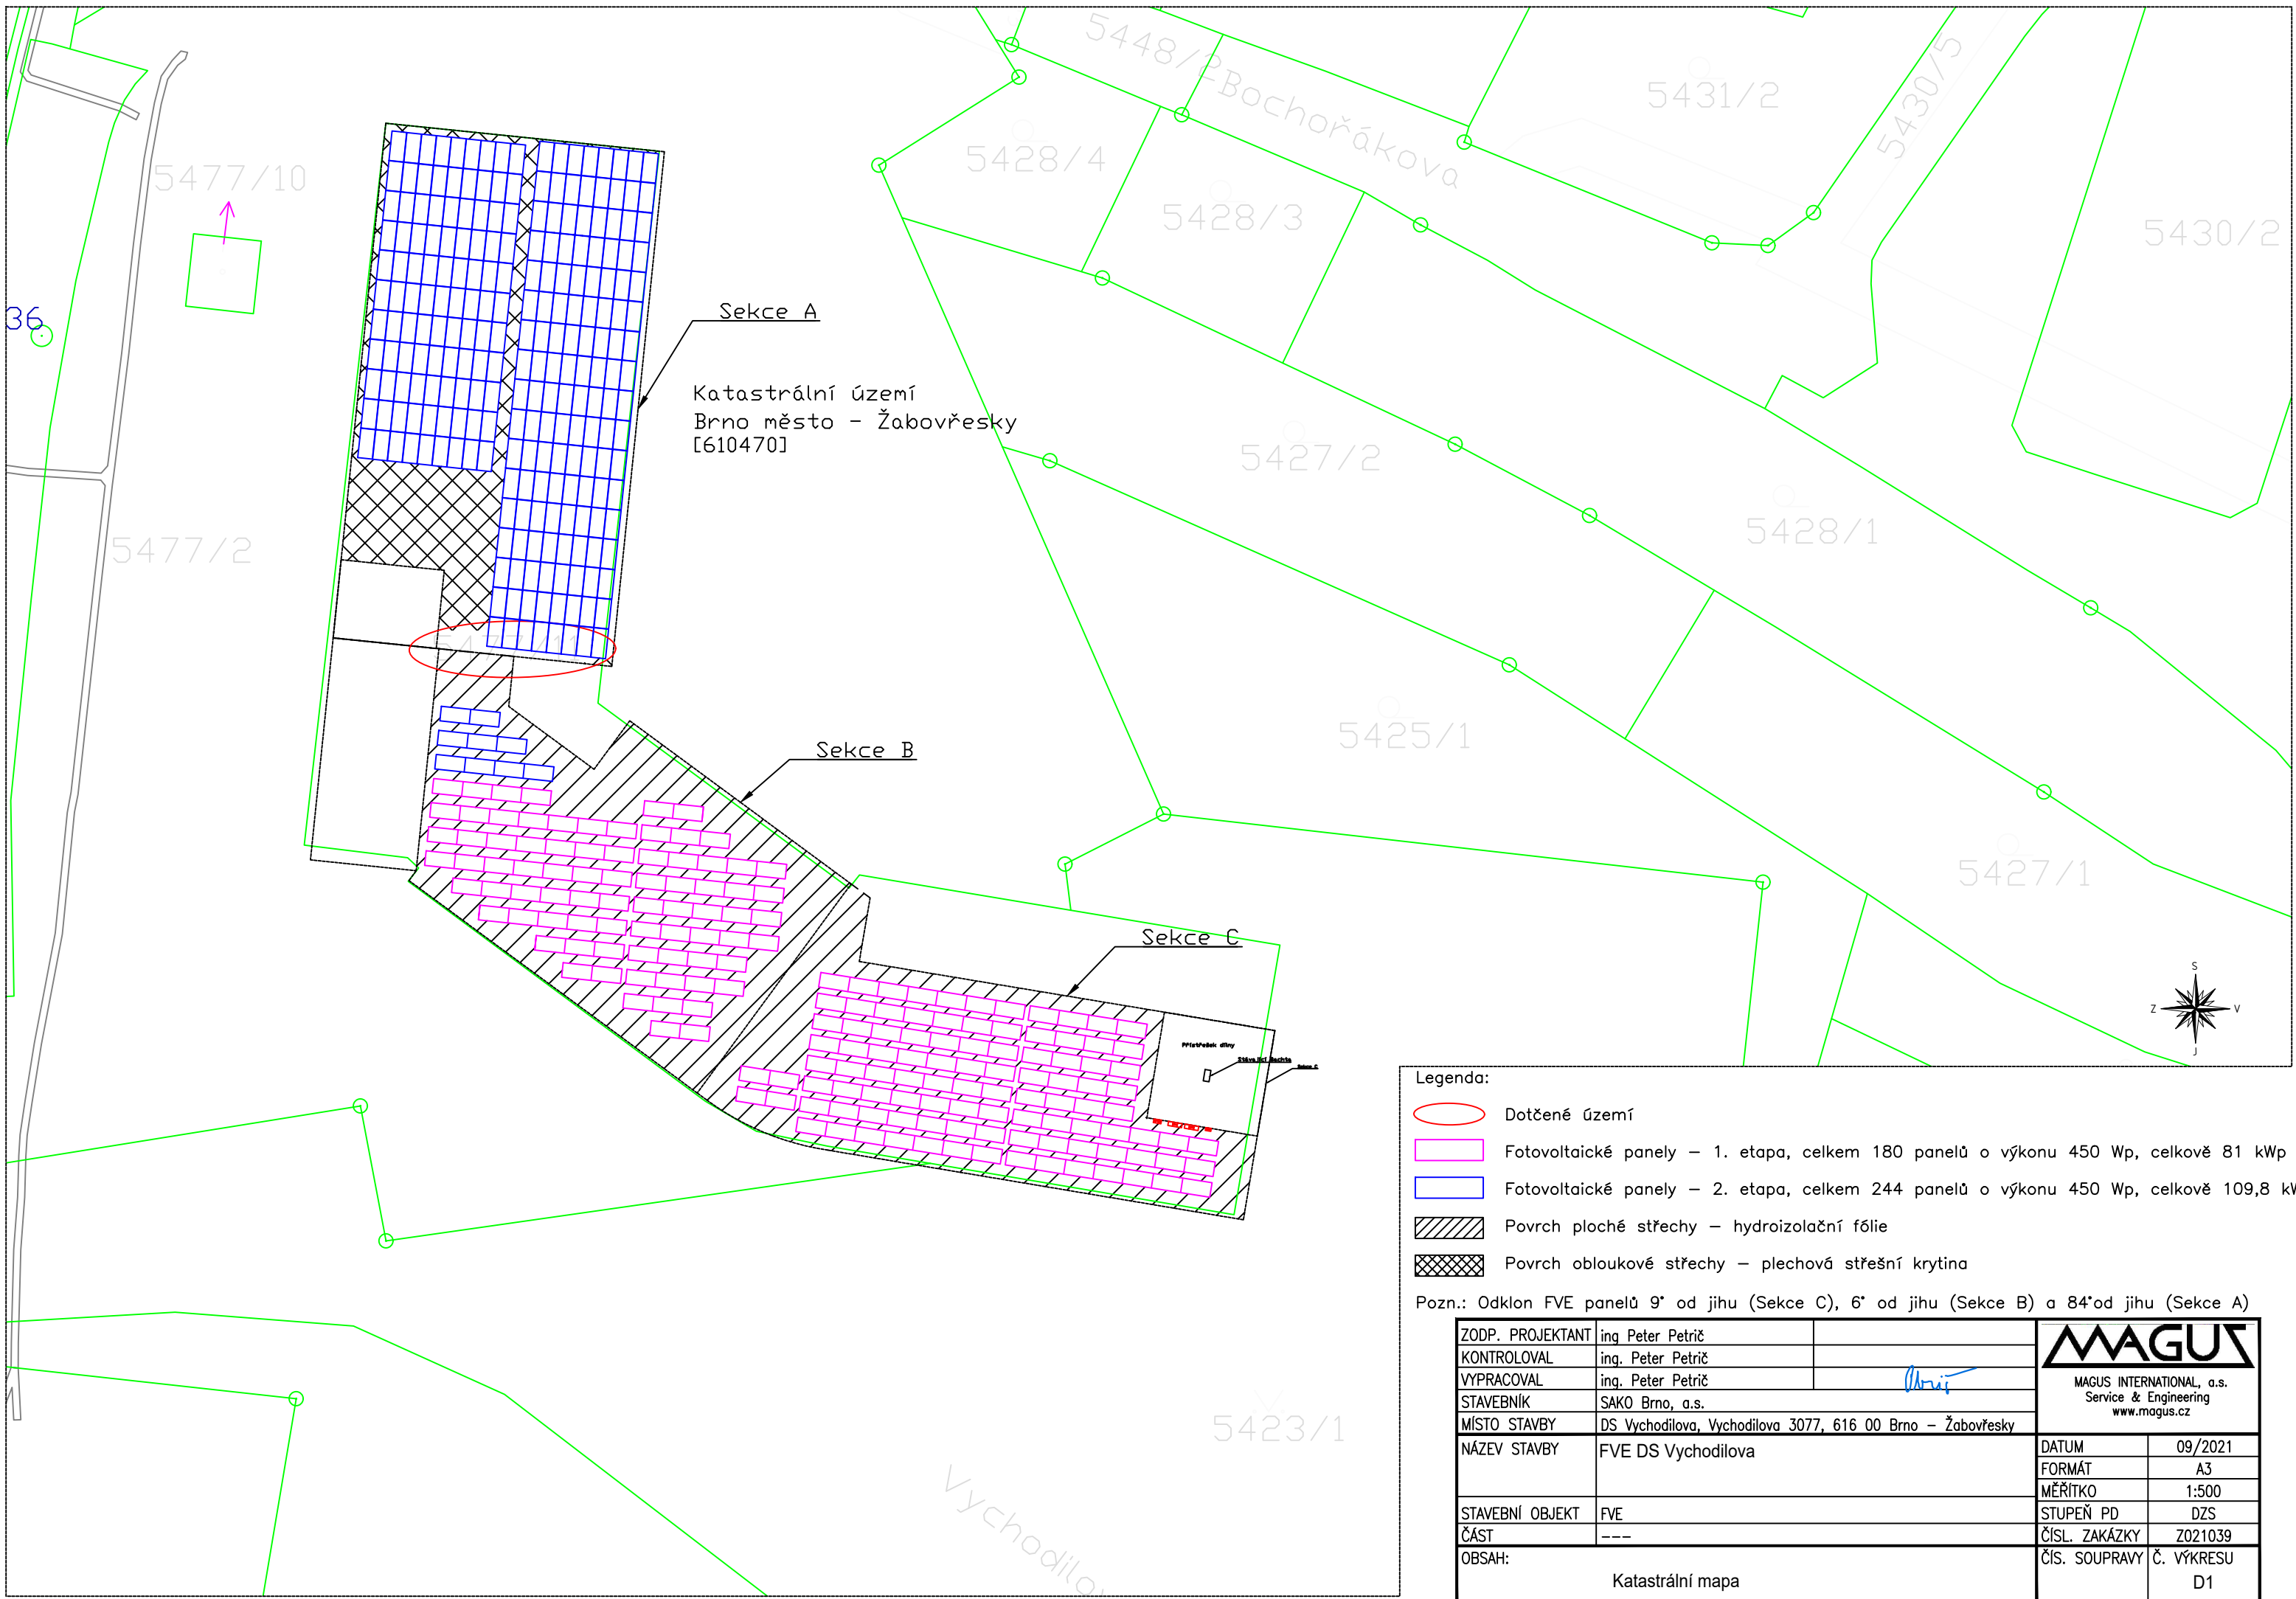 5448/2
Bochořákova
5431/2
5430/5
5477/10
5428/4
5428/3
5430/2
36
Sekce A
Katastrální území
Brno město - Žabovřesky
[610470]
5427/2
5428/1
5477/2
5425/1
Sekce B
5427/1
Sekce C
S
Z
V
J
Přístřešek dílny
Sekce C
Legenda:
Dotčené území
Fotovoltaické panely – 1. etapa, celkem 180 panelů o výkonu 450 Wp, celkově 81 kWp
Fotovoltaické panely – 2. etapa, celkem 244 panelů o výkonu 450 Wp, celkově 109,8 kW
Povrch ploché střechy – hydroizolační fólie
Povrch obloukové střechy – plechová střešní krytina
Pozn.: Odklon FVE panelů 9° od jihu (Sekce C), 6° od jihu (Sekce B) a 84°od jihu (Sekce A)
ZODP. PROJEKTANT ing Peter Petrič
KONTROLOVAL ing. Peter Petrič
VYPRACOVAL ing. Peter Petrič
STAVEBNÍK SAKO Brno, a.s.
MÍSTO STAVBY DS Vychodilova, Vychodilova 3077, 616 00 Brno – Žabovřesky
NÁZEV STAVBY FVE DS Vychodilova
STAVEBNÍ OBJEKT FVE
ČÁST ---
OBSAH:
Katastrální mapa
MAGUS
MAGUS INTERNATIONAL, a.s.
Service & Engineering
www.magus.cz
DATUM 09/2021
FORMÁT A3
MĚŘÍTKO 1:500
STUPEŇ PD DZS
ČÍSL. ZAKÁZKY Z021039
ČÍS. SOUPRAVY Č. VÝKRESU
D1
5423/1
Vychodilov